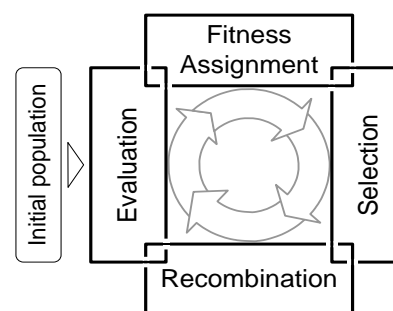 Fitness
Assignment
Initial population
Evaluation
Selection
Recombination